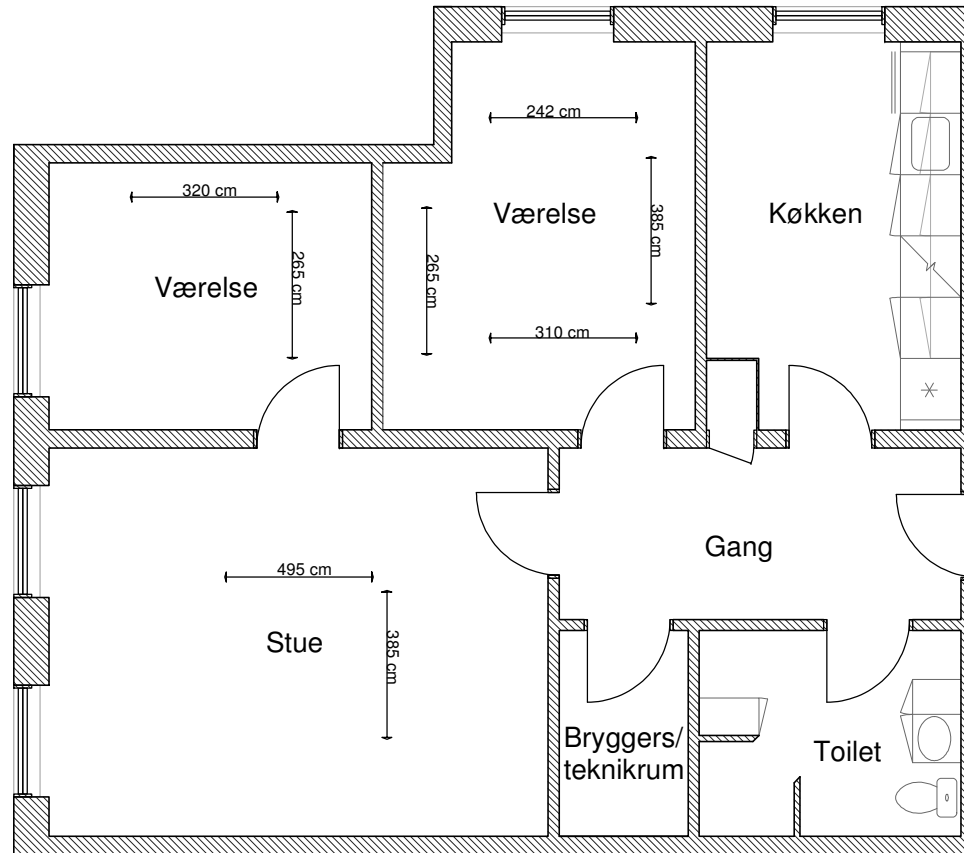 242 cm
320 cm
385 cm
265 cm
265 cm
Værelse
Køkken
Værelse
310 cm
Gang
495 cm
385 cm
Stue
Bryggers/
teknikrum
Toilet